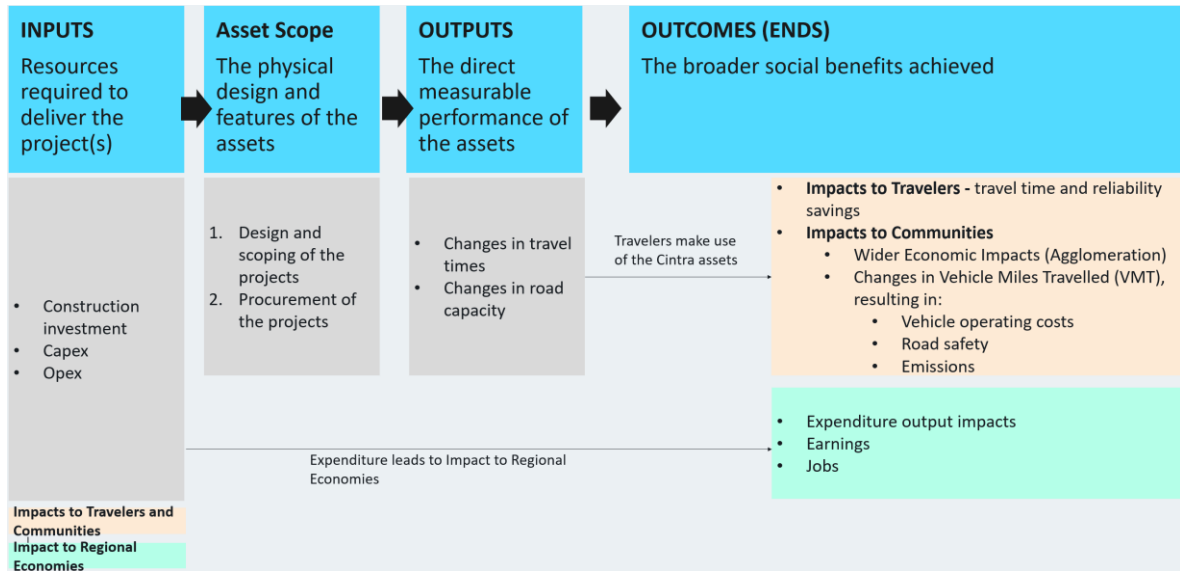 INPUTS
Resources
required to
deliver the
project(s)
Asset Scope
The physical
design and
features of the
assets
OUTPUTS
The direct
measurable
performance of
the assets
OUTCOMES (ENDS)
The broader social benefits achieved
• Construction
investment
• Capex
• Opex
1. Design and
scoping of the
projects
2. Procurement of
the projects
• Changes in travel
times
• Changes in road
capacity
Travelers make use
of the Cintra assets
• Impacts to Travelers - travel time and reliability
savings
• Impacts to Communities
• Wider Economic Impacts (Agglomeration)
• Changes in Vehicle Miles Travelled (VMT),
resulting in:
• Vehicle operating costs
• Road safety
• Emissions
Expenditure leads to Impact to Regional
Economies
• Expenditure output impacts
• Earnings
• Jobs
Impacts to Travelers and
Communities
Impact to Regional
Economies